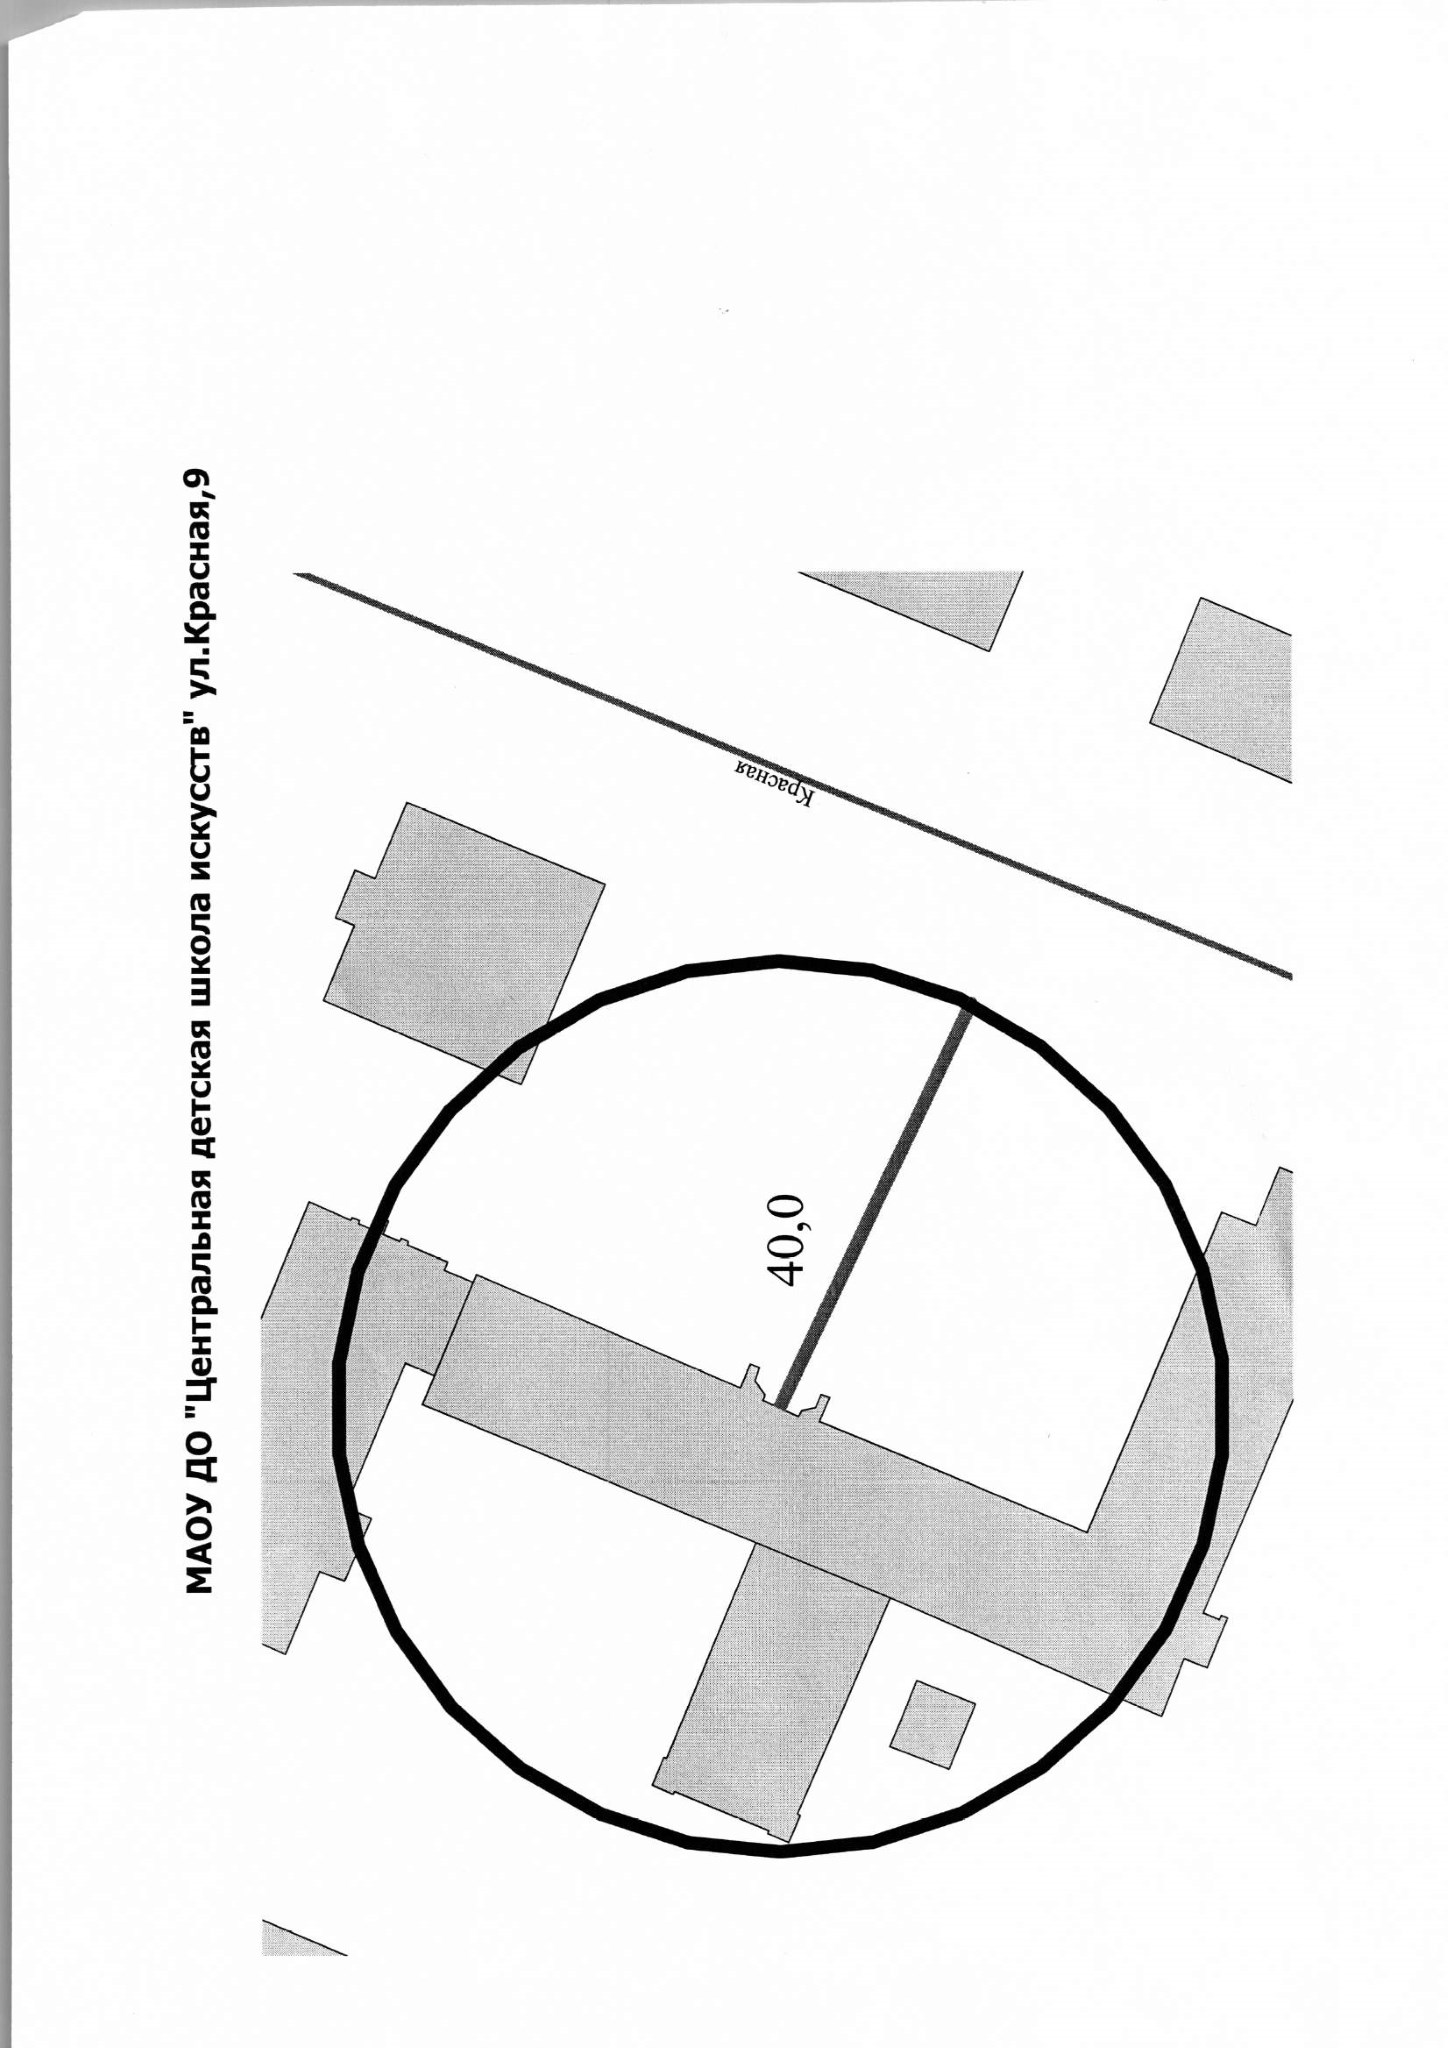 МАОУ ДО "Центральная детская школа искусств" ул.Красная,9
Красная
40,0